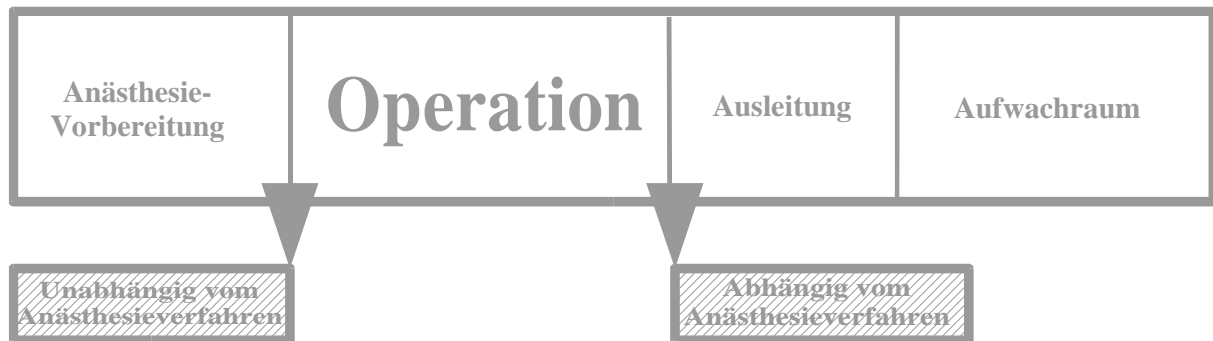 Anästhesie-
Vorbereitung
Operation
Ausleitung
Aufwachraum
Unabhängig vom
Anästhesieverfahren
Abhängig vom
Anästhesieverfahren